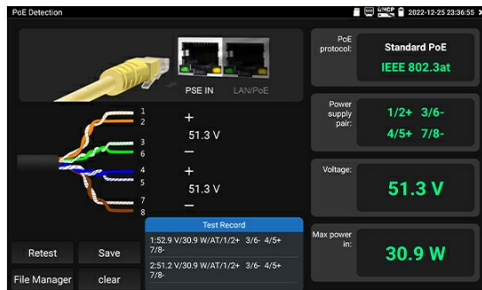 PoE Detection
2022-12-25 23:36:55
PSE IN
LAN/PoE
1
2
3
6
4
5
7
8
+
51.3 V
—
+
51.3 V
—
Test Record
1:52.9 V/30.9 W/AT/1/2+ 3/6- 4/5+
7/8-
2:51.2 V/30.9 W/AT/1/2+ 3/6- 4/5+
7/8-
Retest
Save
File Manager
clear
PoE
protocol:
Standard PoE
IEEE 802.3at
Power
supply
pair:
1/2+ 3/6-
4/5+ 7/8-
Voltage:
51.3 V
Max power
in:
30.9 W